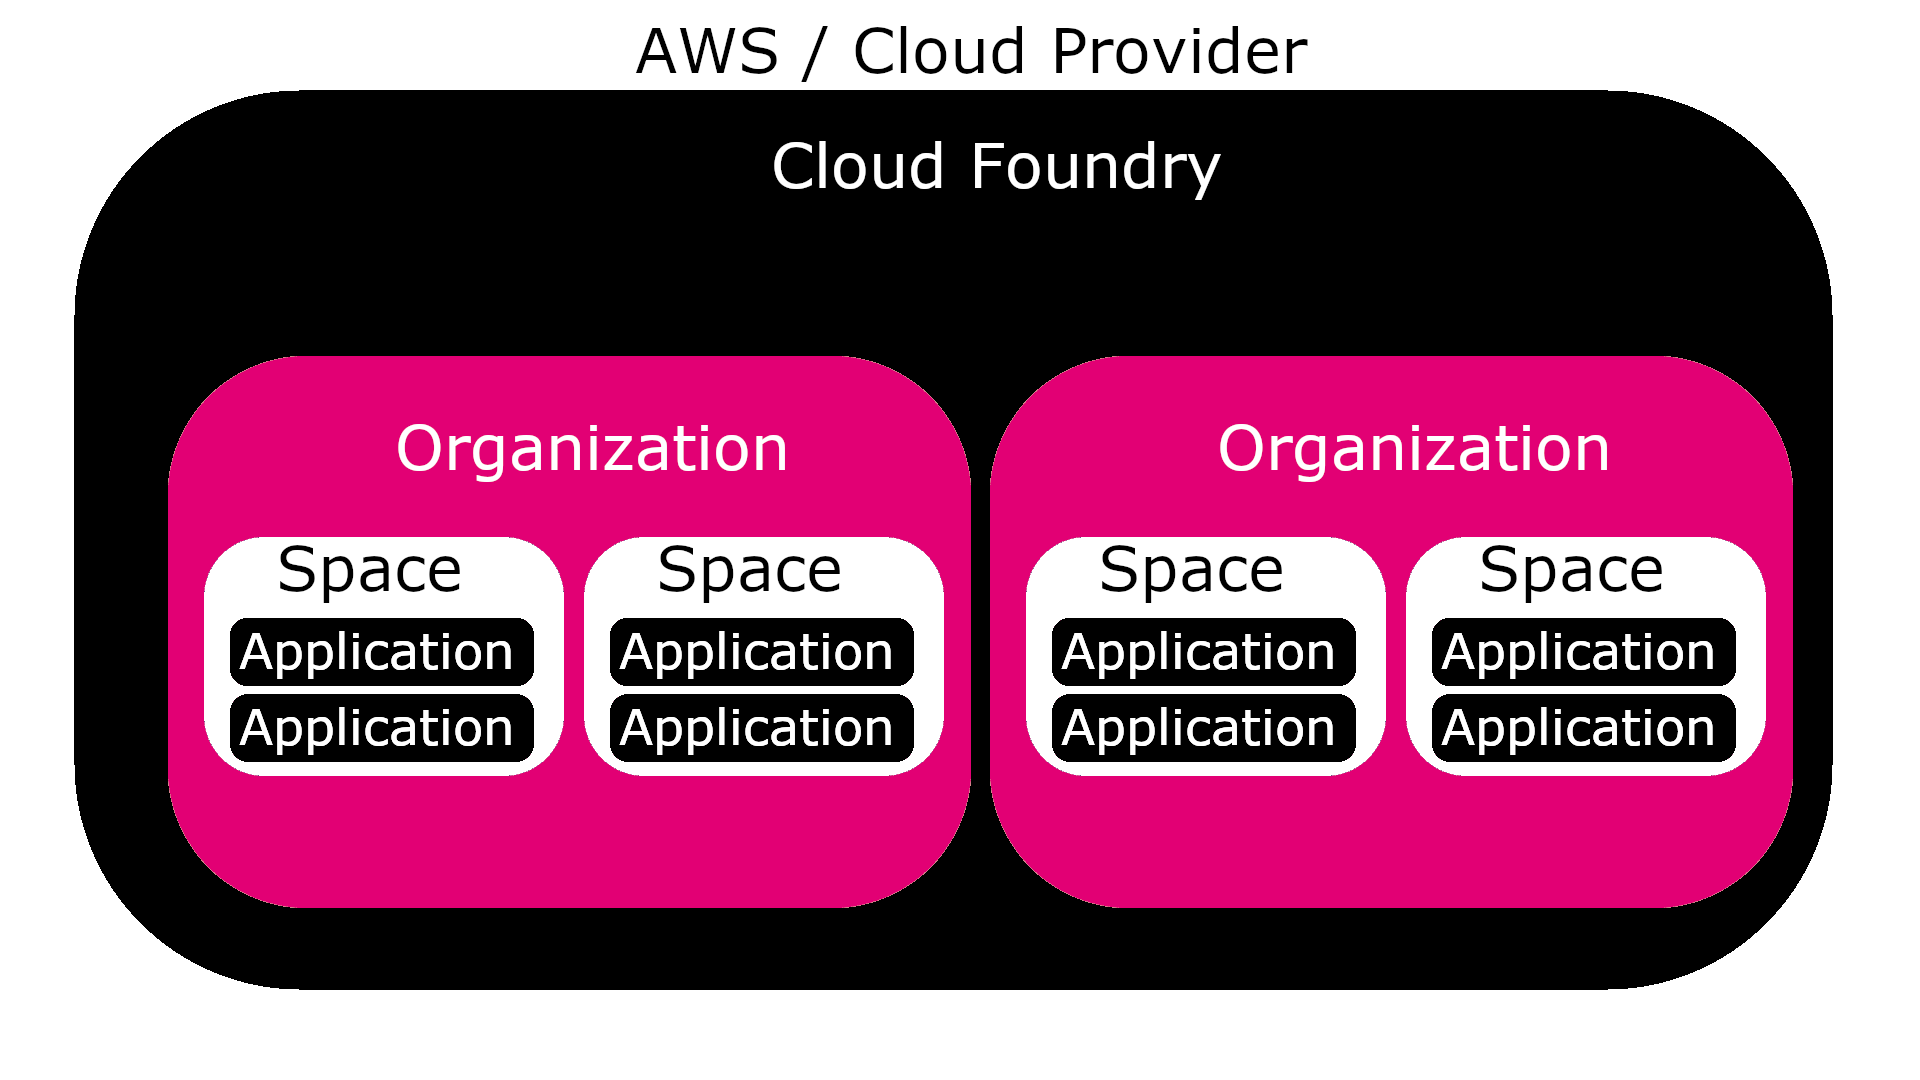 AWS / Cloud Provider
Cloud Foundry
Organization
Space
Application
Application
Space
Application
Application
Organization
Space
Application
Application
Space
Application
Application